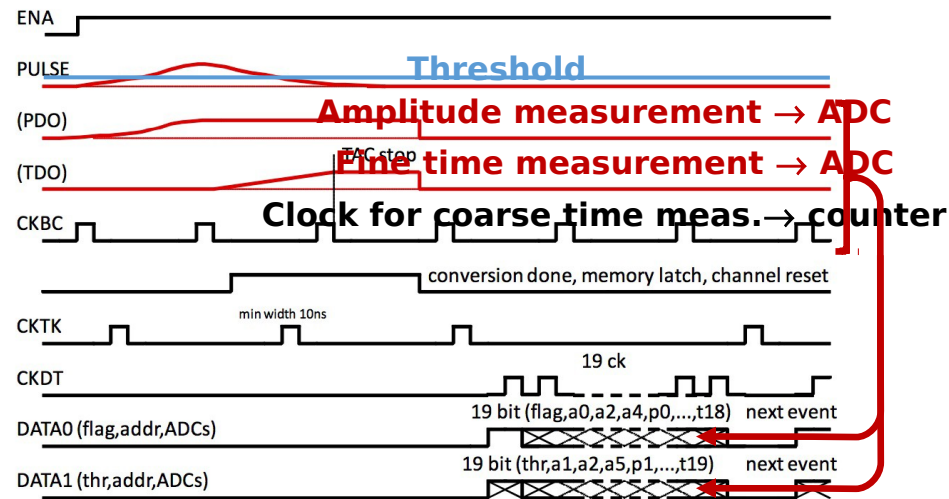 ENA
PULSE
Threshold
(PDO)
Amplitude measurement → ADC
TAC stop
(TDO)
Fine time measurement → ADC
CKBC
Clock for coarse time meas.→ counter
conversion done, memory latch, channel reset
min width 10ns
CKTK
19 ck
CKDT
19 bit (flag,a0,a2,a4,p0,...,t18) next event
DATA0 (flag,addr,ADCs)
19 bit (thr,a1,a2,a5,p1,...,t19) next event
DATA1 (thr,addr,ADCs)